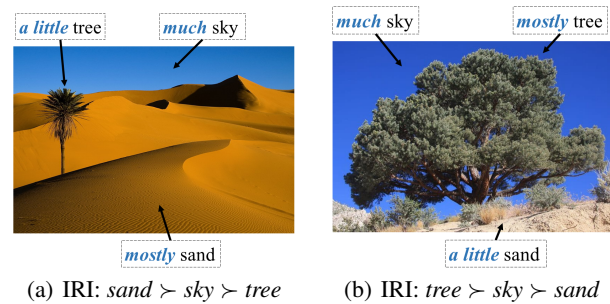 a little tree
much sky
mostly sand
(a) IRI: sand ≻ sky ≻ tree
much sky
mostly tree
a little sand
(b) IRI: tree ≻ sky ≻ sand